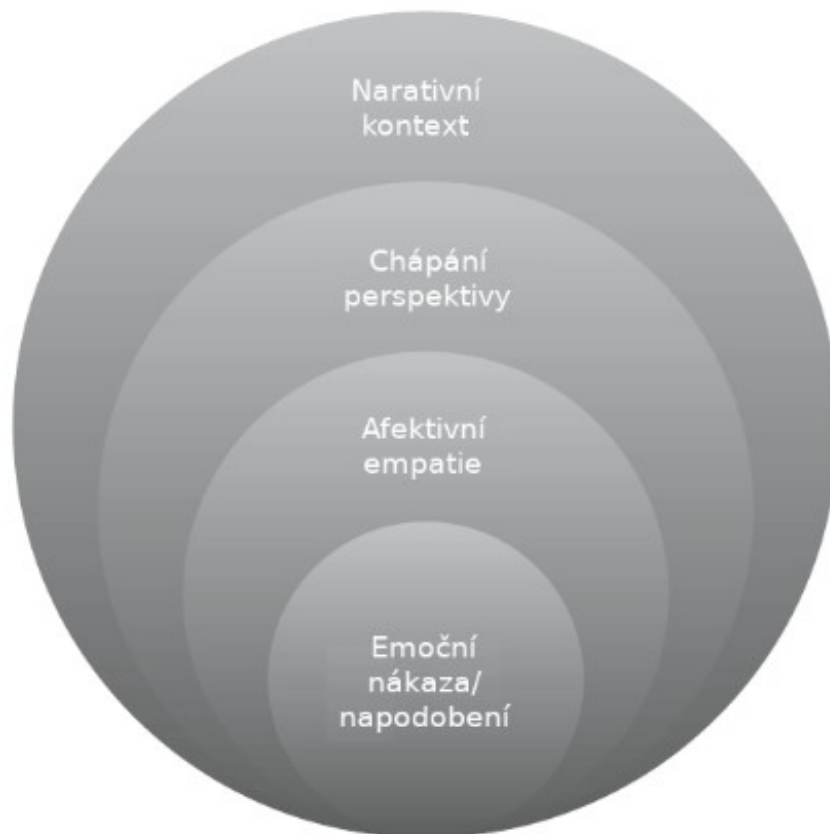 Narativní
kontext
Chápání
perspektivy
Afektivní
empatie
Emoční
nákaza/
napodobení